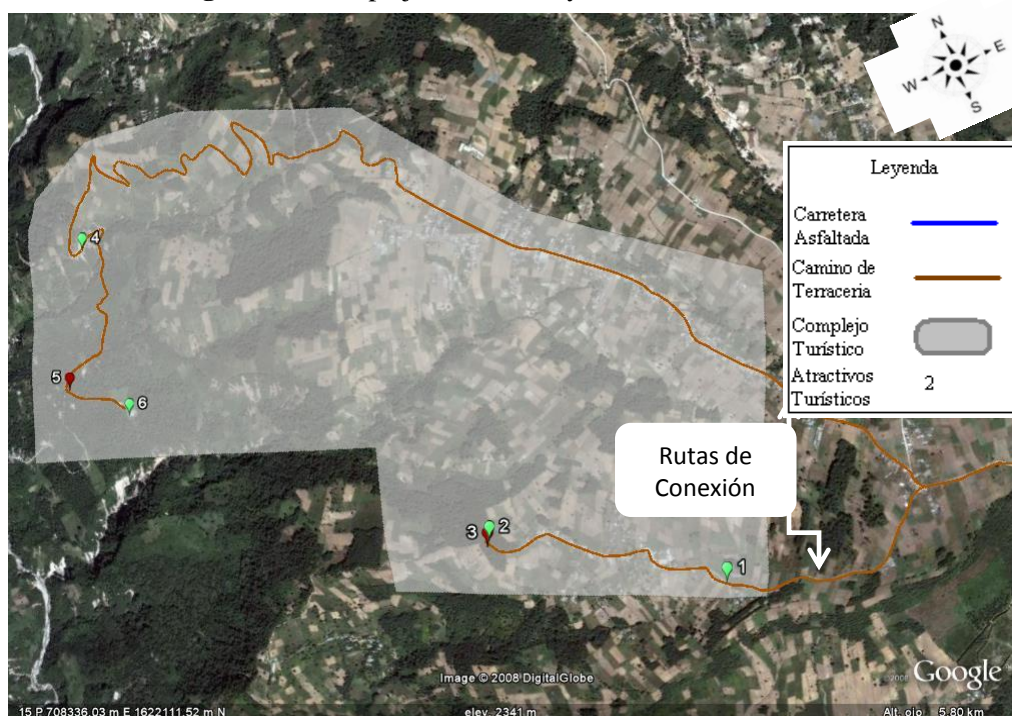 N
E
W
S
Leyenda
Carretera
Asfaltada
Camino de
Terraceria
Complejo
Turístico
Atractivos
Turísticos
2
4
5
6
Rutas de
Conexión
3
2
1
Image © 2008 DigitalGlobe
© 2008 Google
15 P 708336.03 m E 1622111.52 m N
elev 2341 m
Alt. ojo 5.80 km